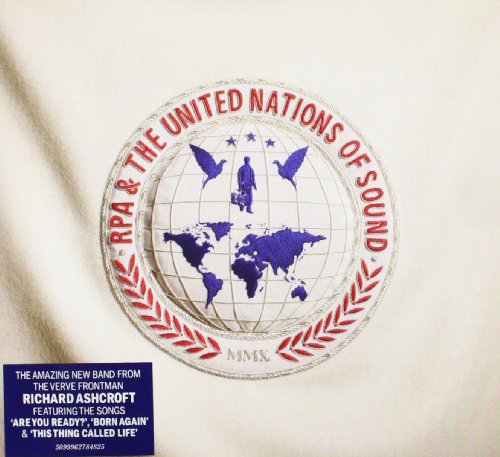 RPA & THE UNITED NATIONS OF SOUND
MMX
THE AMAZING NEW BAND FROM
THE VERVE FRONTMAN
RICHARD ASHCROFT
FEATURING THE SONGS
'ARE YOU READY?', 'BORN AGAIN'
& 'THIS THING CALLED LIFE'
5099962784825